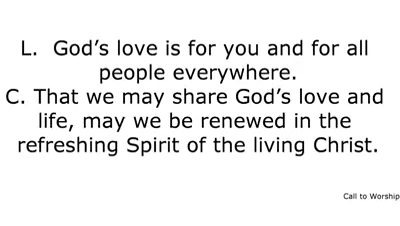 L.  God’s love is for you and for all
people everywhere.
C. That we may share God’s love and
life, may we be renewed in the
refreshing Spirit of the living Christ.
Call to Worship